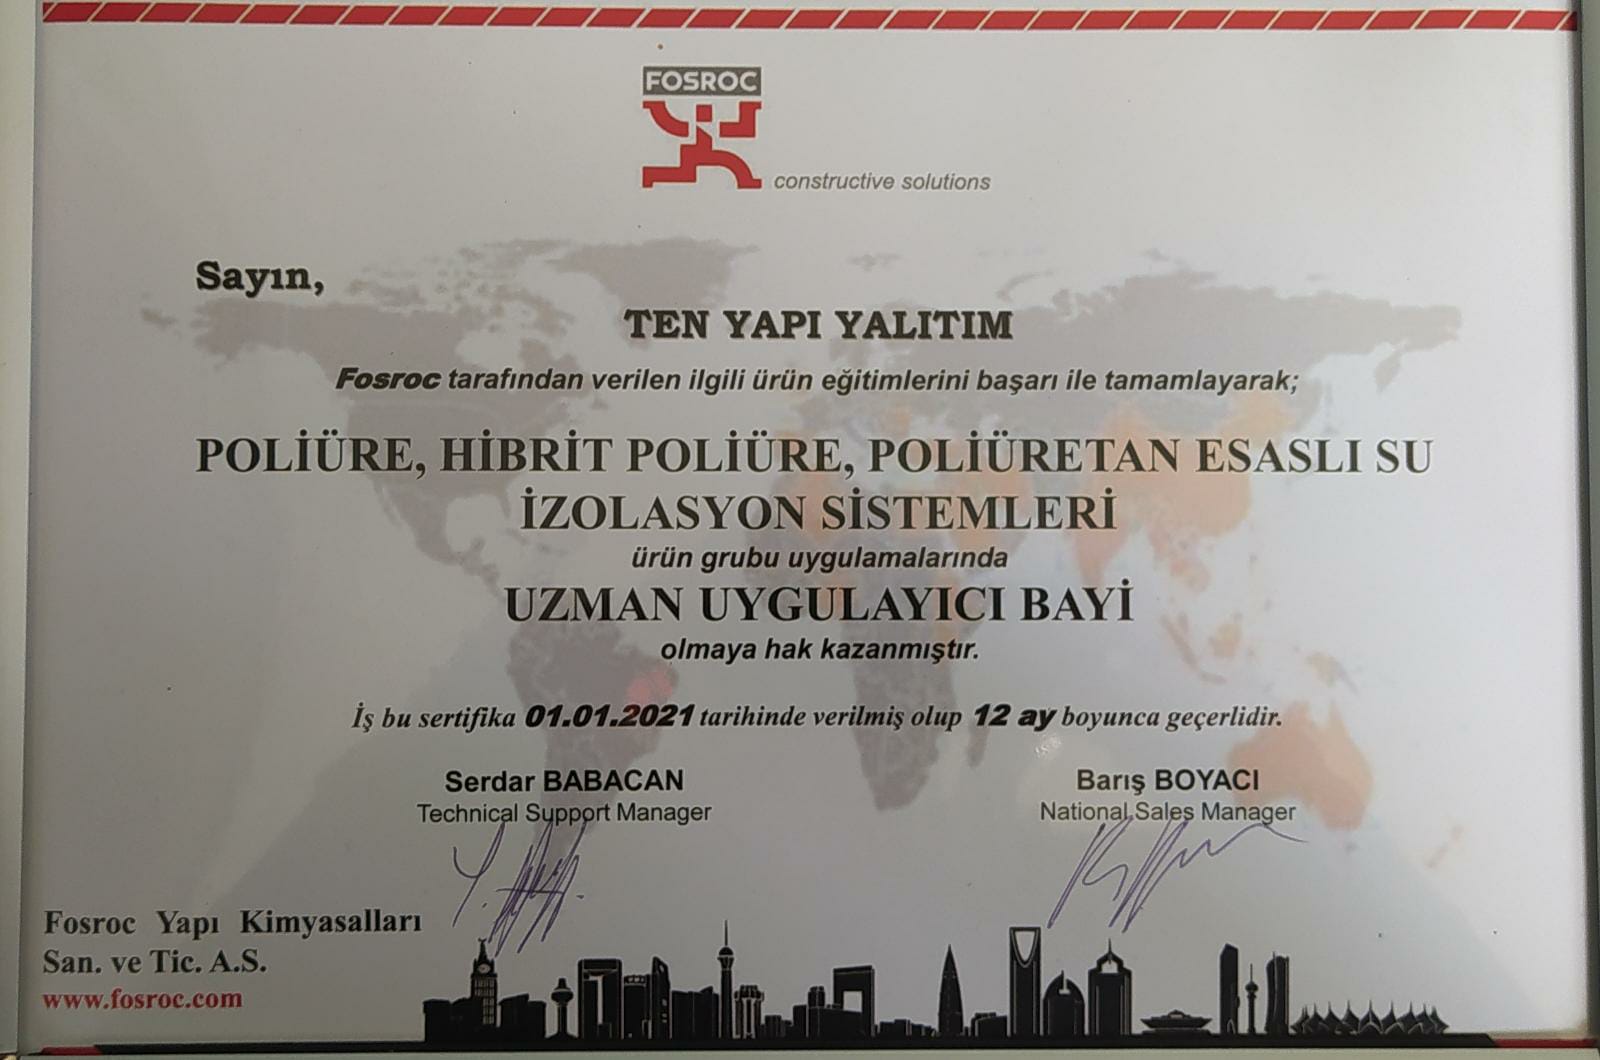 FOSROC
constructive solutions
Sayın,
TEN YAPI YALITIM
Fosroc tarafından verilen ilgili ürün eğitimlerini başarı ile tamamlayarak;
POLİÜRE, HİBRİT POLİÜRE, POLİÜRETAN ESASLI SU
İZOLASYON SİSTEMLERİ
ürün grubu uygulamalarında
UZMAN UYGULAYICI BAYİ
olmaya hak kazanmıştır.
İş bu sertifika 01.01.2021 tarihinde verilmiş olup 12 ay boyunca geçerlidir.
Serdar BABACAN
Technical Support Manager
Barış BOYACI
National Sales Manager
Fosroc Yapı Kimyasalları
San. ve Tic. A.S.
www.fosroc.com